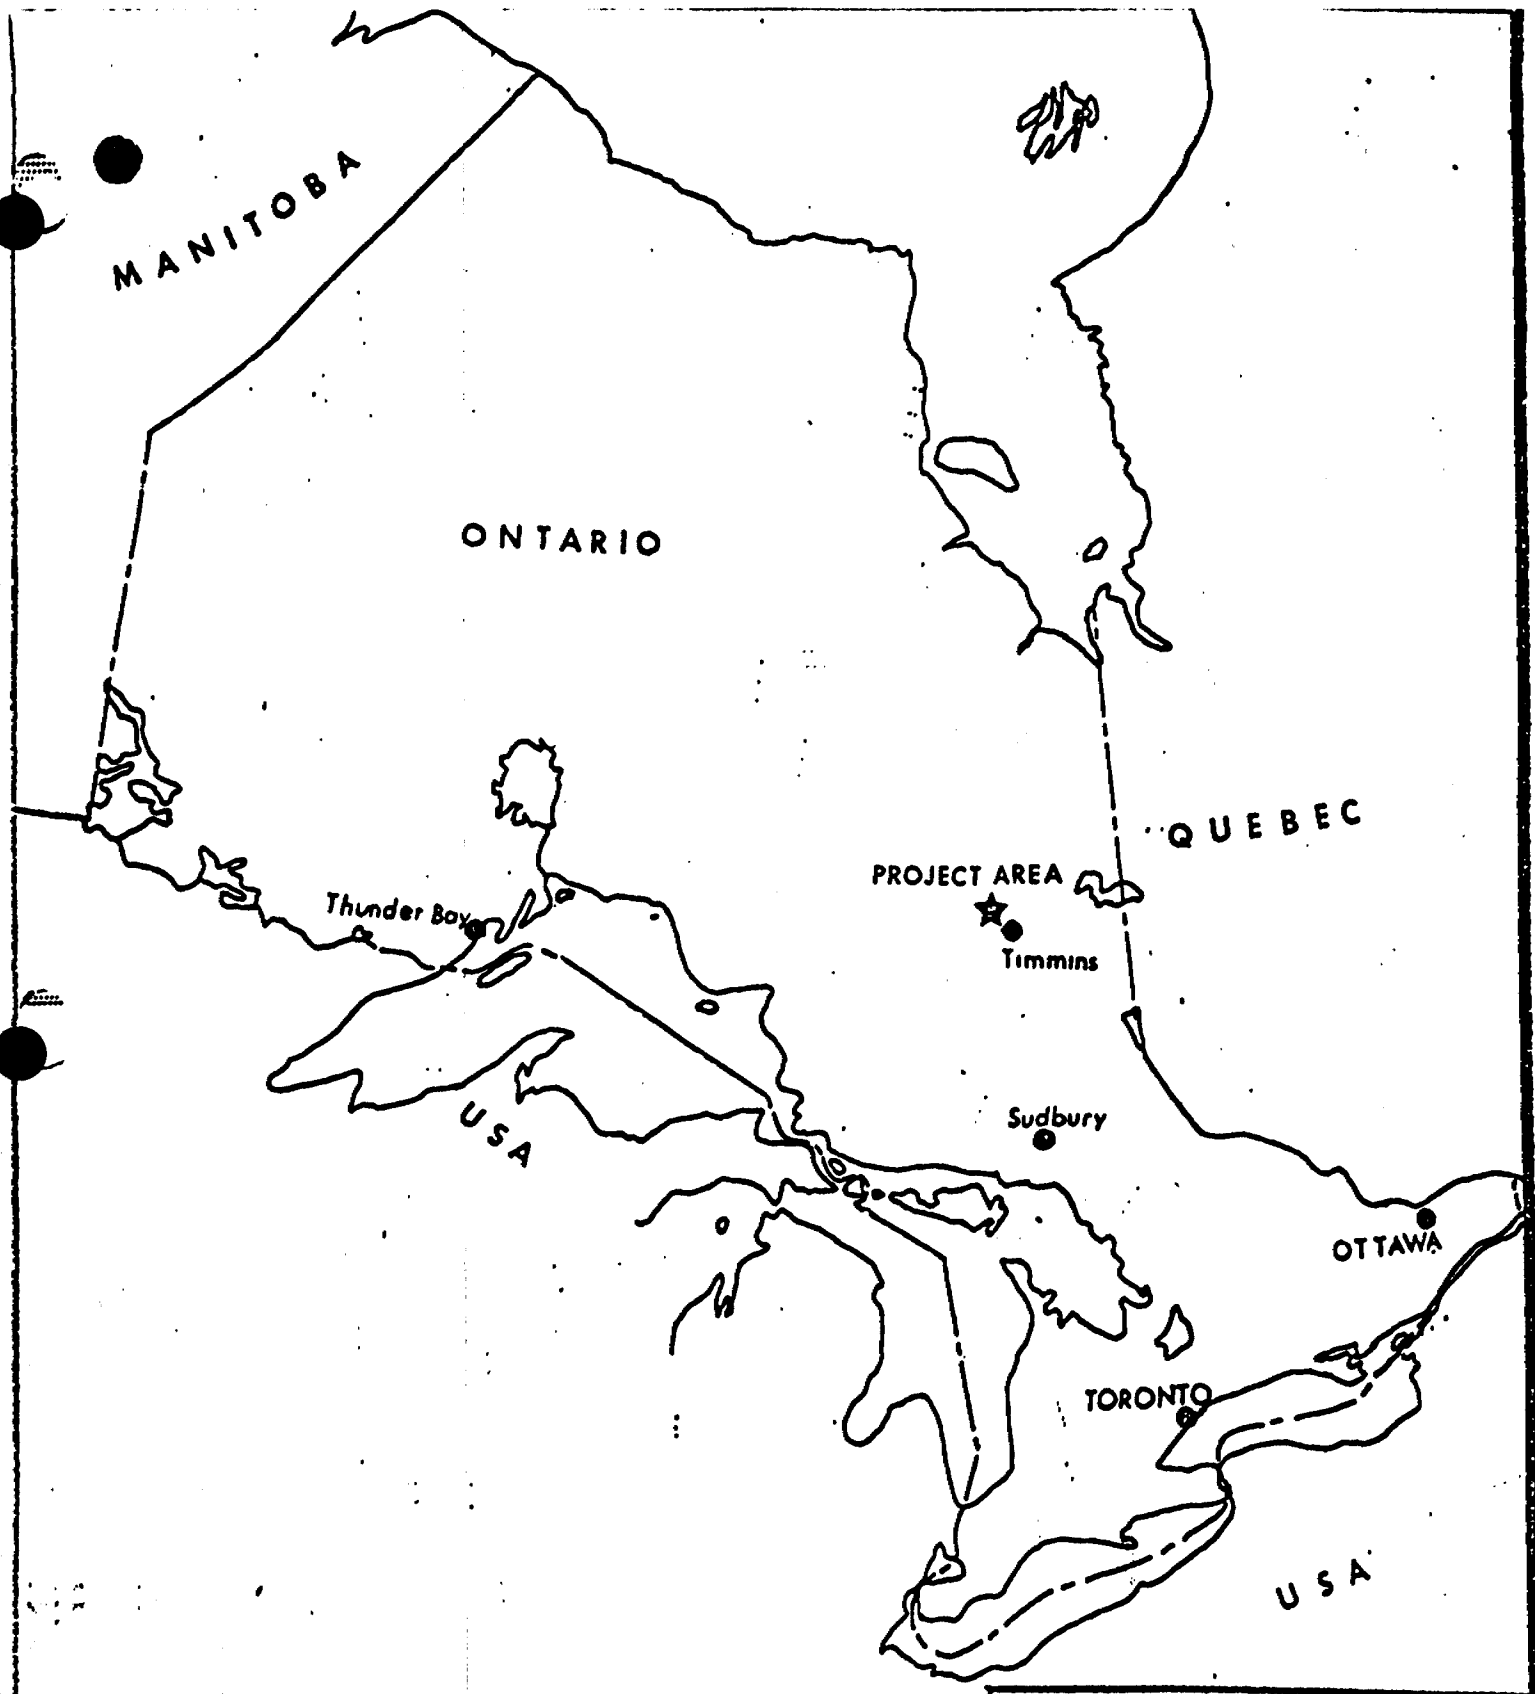 MANITOBA
ONTARIO
QUEBEC
PROJECT AREA
Thunder Bay
Timmins
Sudbury
USA
OTTAWA
TORONTO
USA